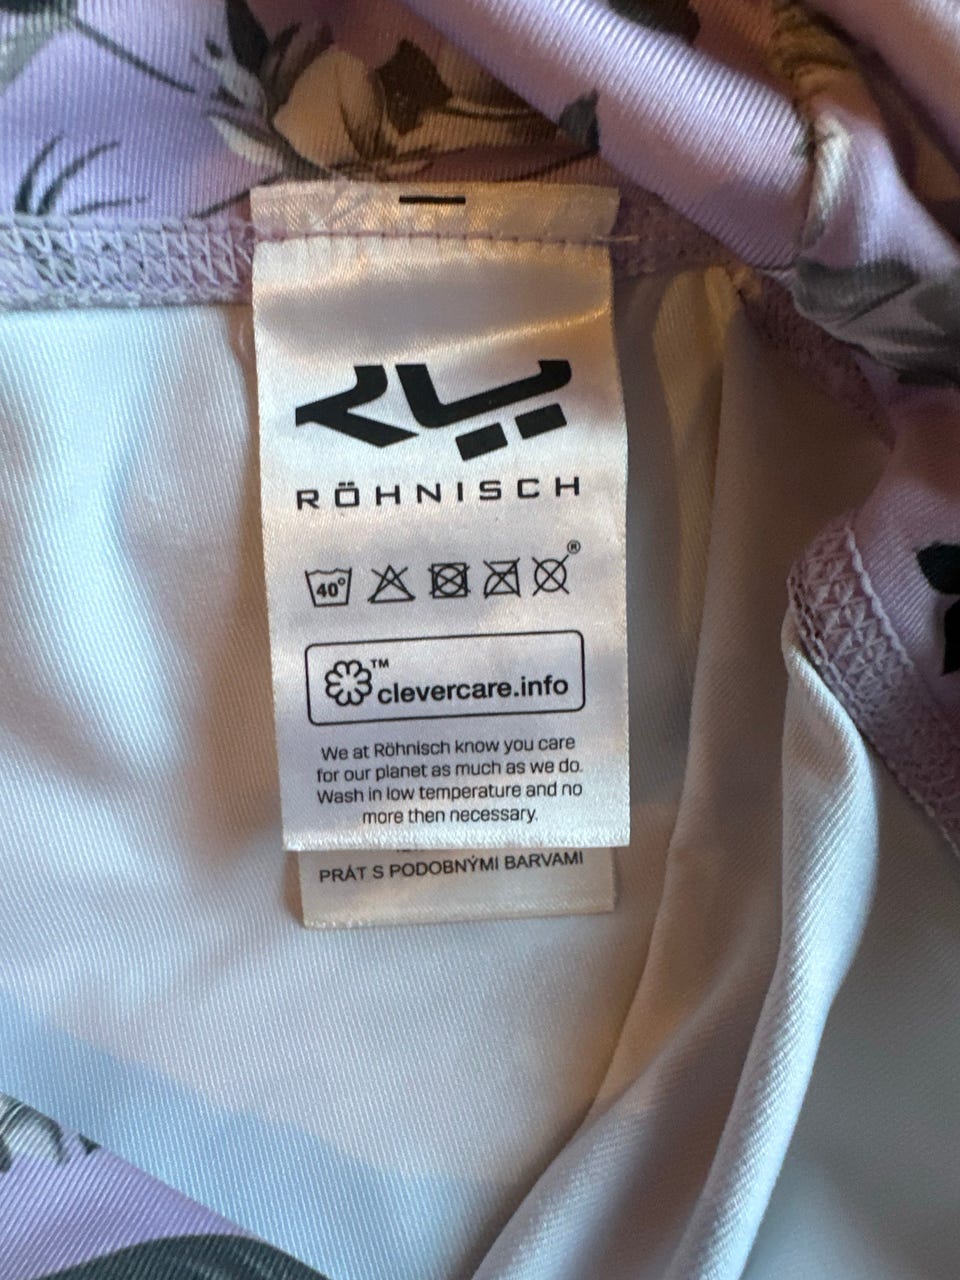 RÖHNISCH
40°
®
™
clevercare.info
We at Röhnisch know you care
for our planet as much as we do.
Wash in low temperature and no
more then necessary.
PRÁT S PODOBNÝMI BARVAMI